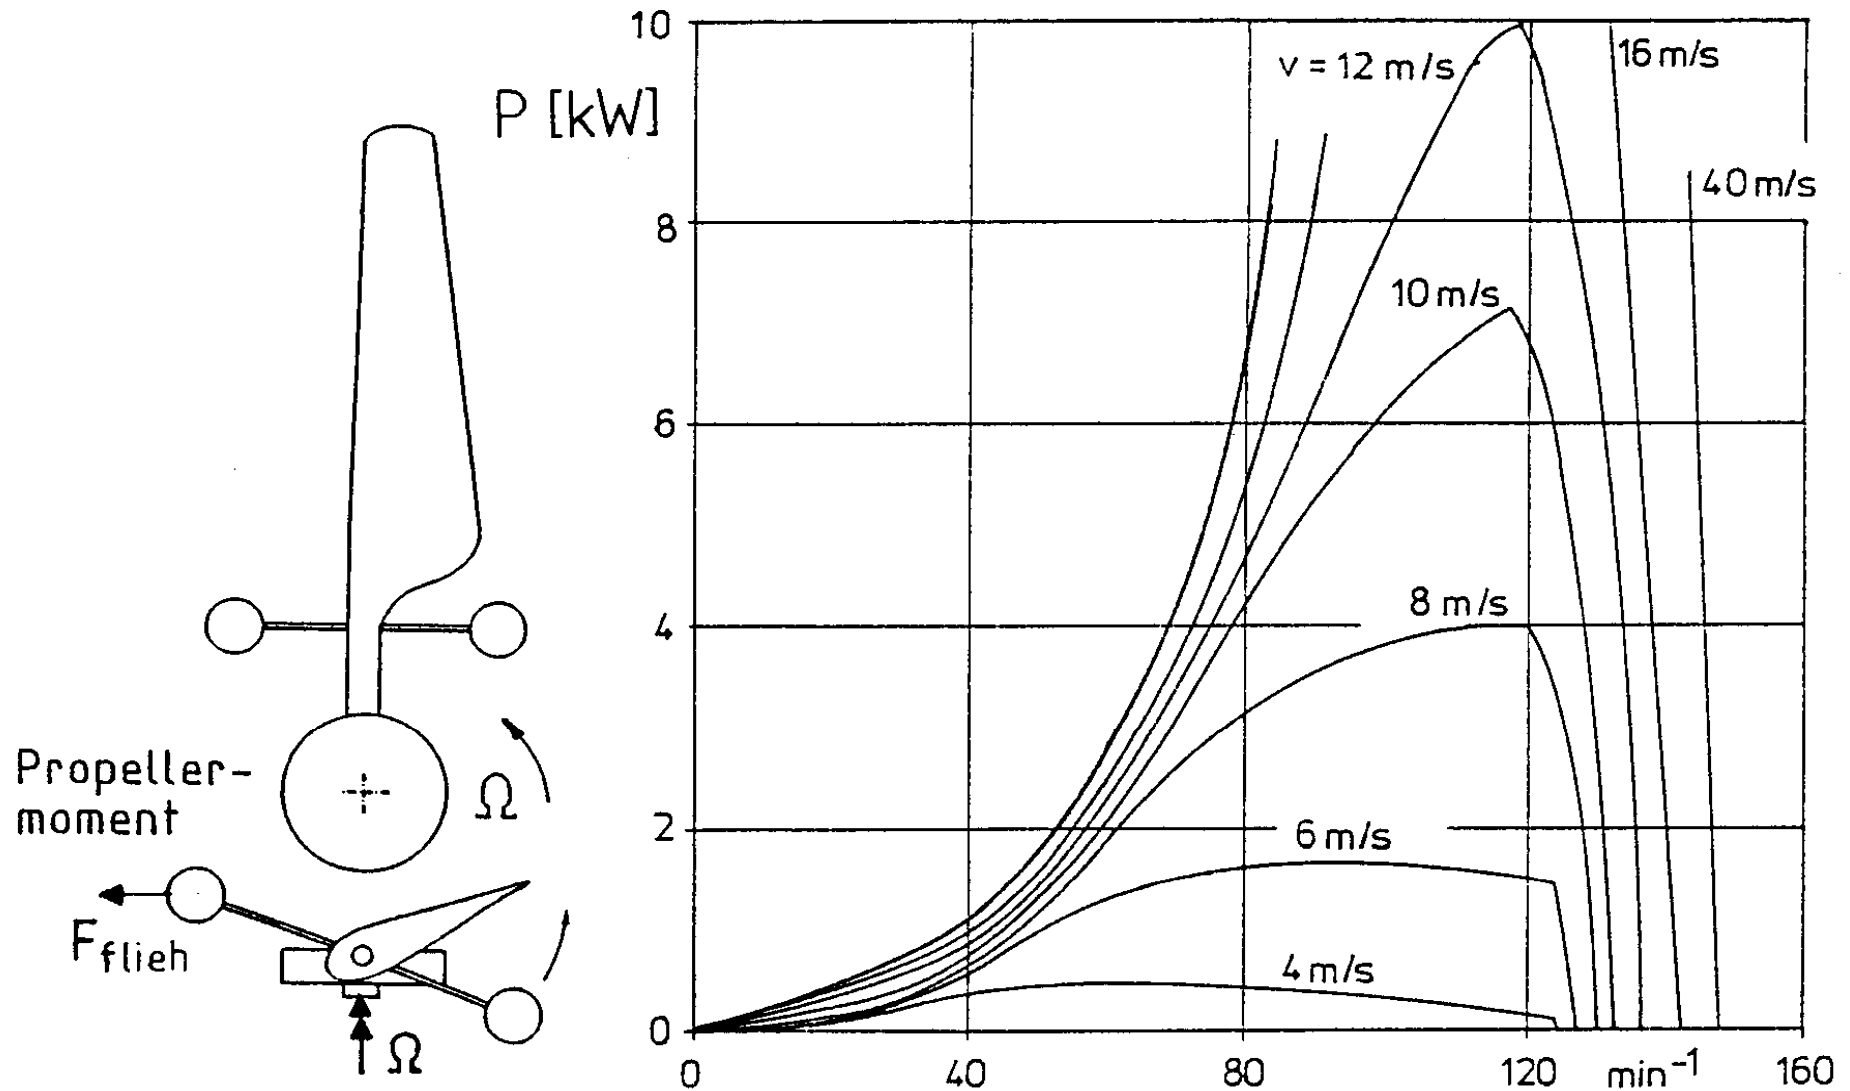 P [kW]
10
8
6
4
2
0
0
40
80
120
min⁻¹
160
v = 12 m/s
16 m/s
40 m/s
10 m/s
8 m/s
6 m/s
4 m/s
Propeller-
moment
Ω
F flieh
Ω